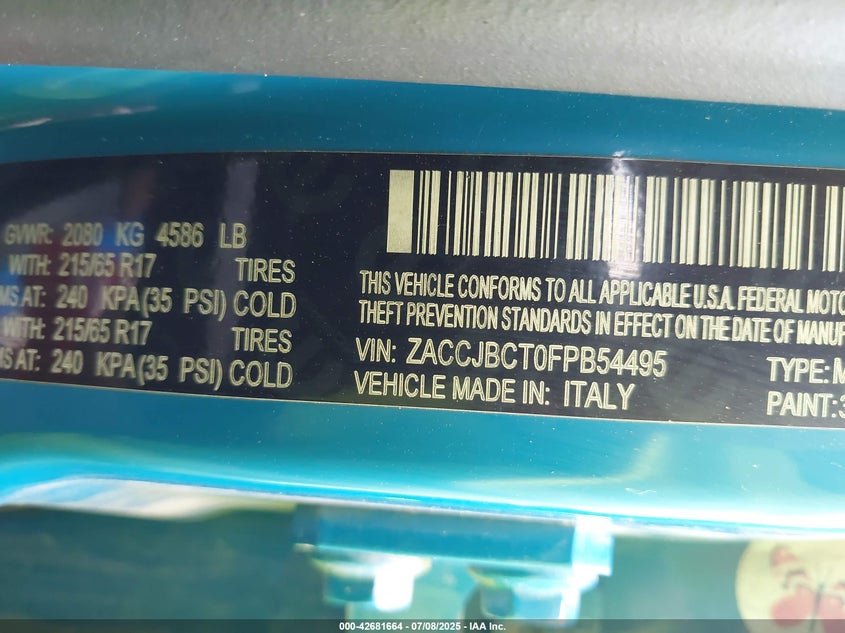 GVWR: 2080 KG 4586 LB
WITH: 215/65 R17 TIRES
MS AT: 240 KPA(35 PSI) COLD
WITH: 215/65 R17 TIRES
MS AT: 240 KPA(35 PSI) COLD
THIS VEHICLE CONFORMS TO ALL APPLICABLE U.S.A. FEDERAL MOTO
THEFT PREVENTION STANDARDS IN EFFECT ON THE DATE OF MANUF
VIN: ZACCJBCT0FPB54495 TYPE: M
VEHICLE MADE IN: ITALY PAINT: 3
000-42681664 - 07/08/2025 - IAA Inc.